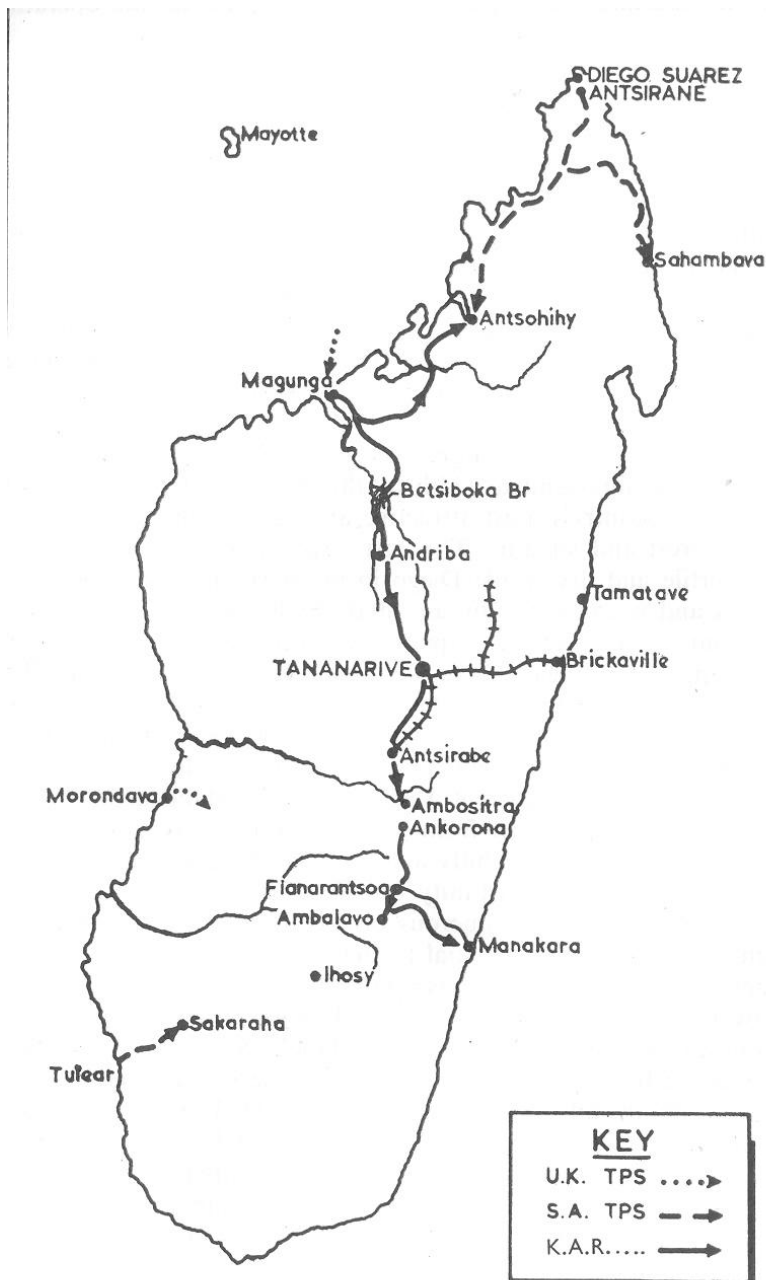 DIEGO SUAREZ
ANTSIRANE
Mayotte
Sahambava
Antsohihy
Magunga
Betsiboka Br
Andriba
Tamatave
TANANARIVE
Brickaville
Antsirabe
Morondava
Ambositra
Ankorona
Fianarantsoa
Ambalavo
Manakara
Ihosy
Sakaraha
Tulear
KEY
U.K. TPS
S.A. TPS
K.A.R.....